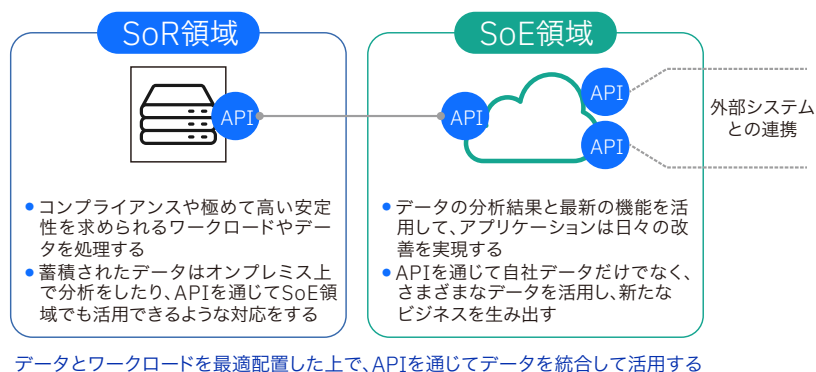 SoR領域
SoE領域
API
API
API
API
外部システム
との連携
• コンプライアンスや極めて高い安定
性を求められるワークロードやデー
タを処理する
• 蓄積されたデータはオンプレミス上
で分析をしたり、APIを通じてSoE領
域でも活用できるような対応をする
• データの分析結果と最新の機能を活
用して、アプリケーションは日々の改
善を実現する
• APIを通じて自社データだけでなく、
さまざまなデータを活用し、新たな
ビジネスを生み出す
データとワークロードを最適配置した上で、APIを通じてデータを統合して活用する